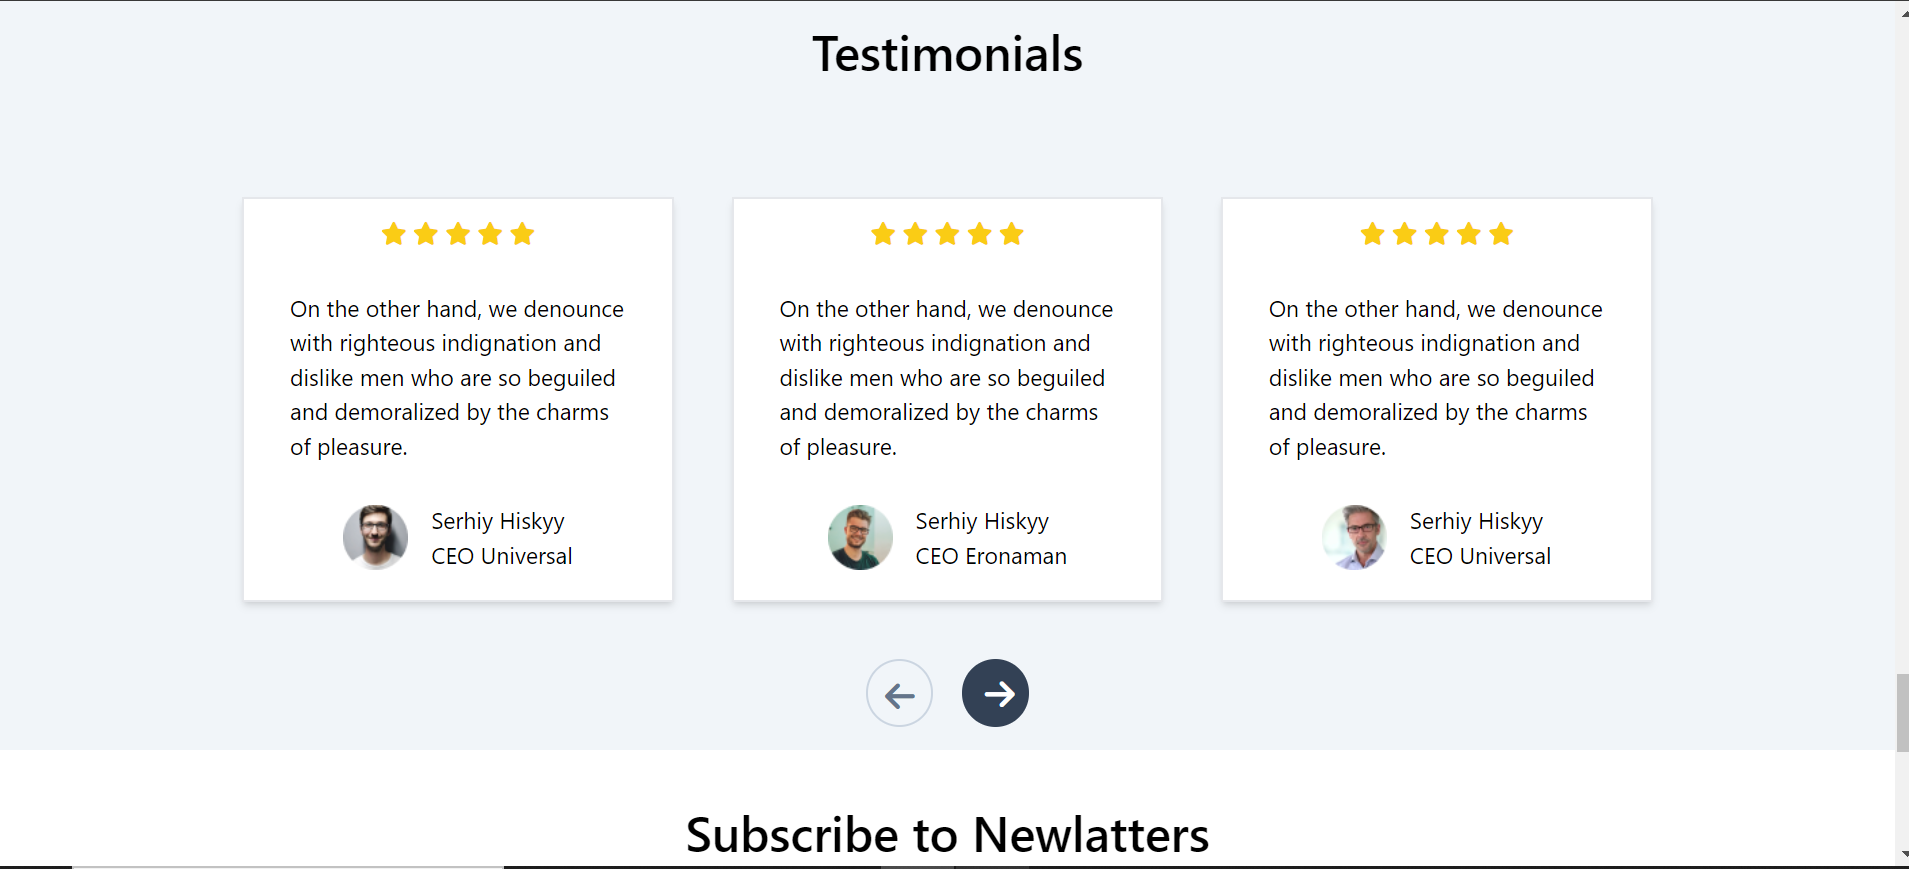 Testimonials
On the other hand, we denounce
with righteous indignation and
dislike men who are so beguiled
and demoralized by the charms
of pleasure.
Serhiy Hiskyy
CEO Universal
On the other hand, we denounce
with righteous indignation and
dislike men who are so beguiled
and demoralized by the charms
of pleasure.
Serhiy Hiskyy
CEO Eronaman
On the other hand, we denounce
with righteous indignation and
dislike men who are so beguiled
and demoralized by the charms
of pleasure.
Serhiy Hiskyy
CEO Universal
Subscribe to Newlatters